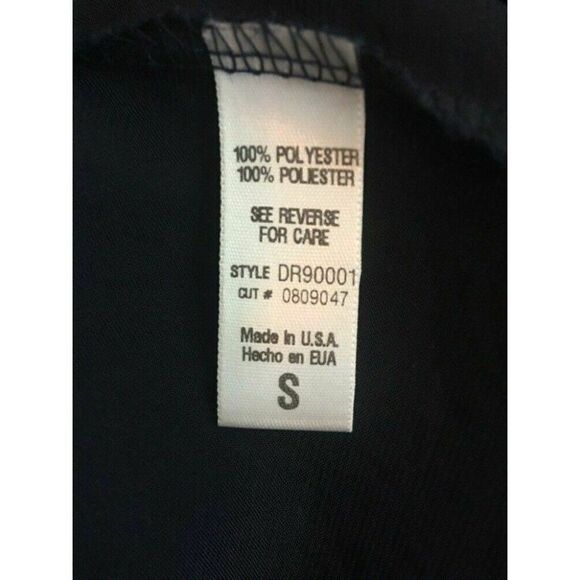 100% POLYESTER
100% POLIESTER
SEE REVERSE
FOR CARE
STYLE DR90001
CUT # 0809047
Made in U.S.A.
Hecho en EUA
S